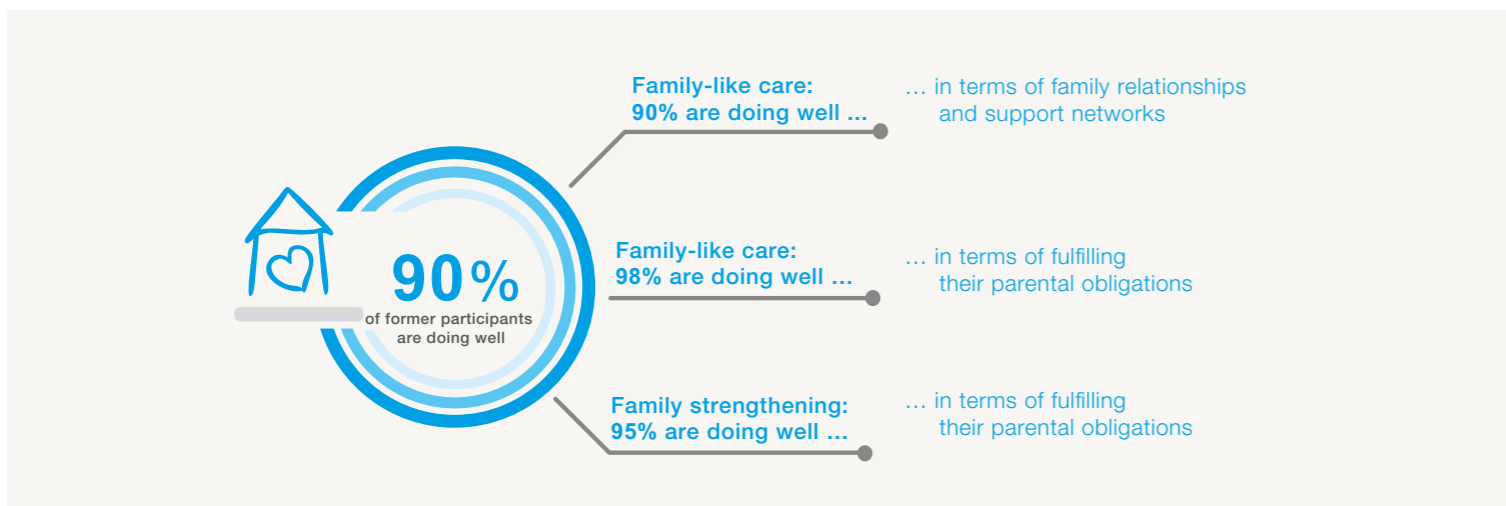 90%
of former participants
are doing well
Family-like care:
90% are doing well …
… in terms of family relationships
and support networks
Family-like care:
98% are doing well …
… in terms of fulfilling
their parental obligations
Family strengthening:
95% are doing well …
… in terms of fulfilling
their parental obligations